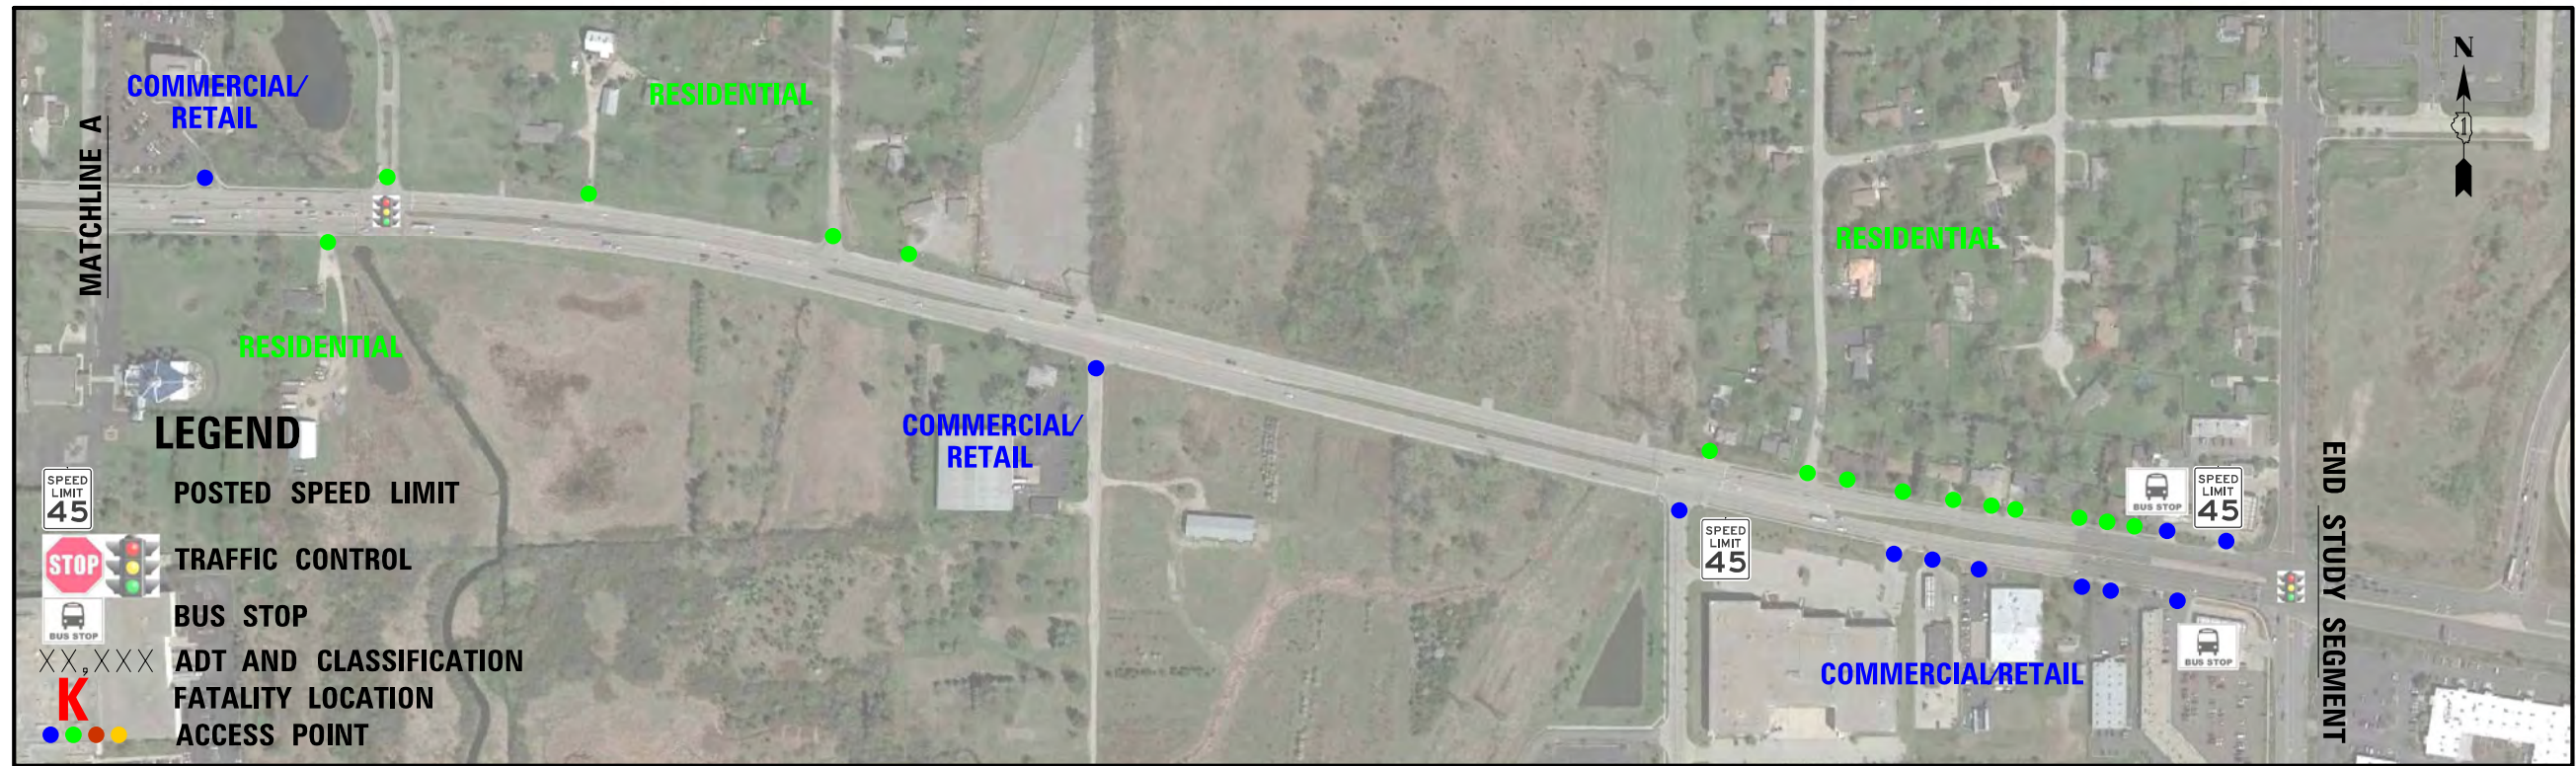 COMMERCIAL/
RETAIL
RESIDENTIAL
N
1
MATCHLINE A
RESIDENTIAL
RESIDENTIAL
COMMERCIAL/
RETAIL
LEGEND
SPEED
LIMIT
45
POSTED SPEED LIMIT
STOP
TRAFFIC CONTROL
BUS STOP
BUS STOP
XX,XXX ADT AND CLASSIFICATION
K
FATALITY LOCATION
ACCESS POINT
SPEED
LIMIT
45
BUS STOP
SPEED
LIMIT
45
COMMERCIAL/RETAIL
BUS STOP
END STUDY SEGMENT